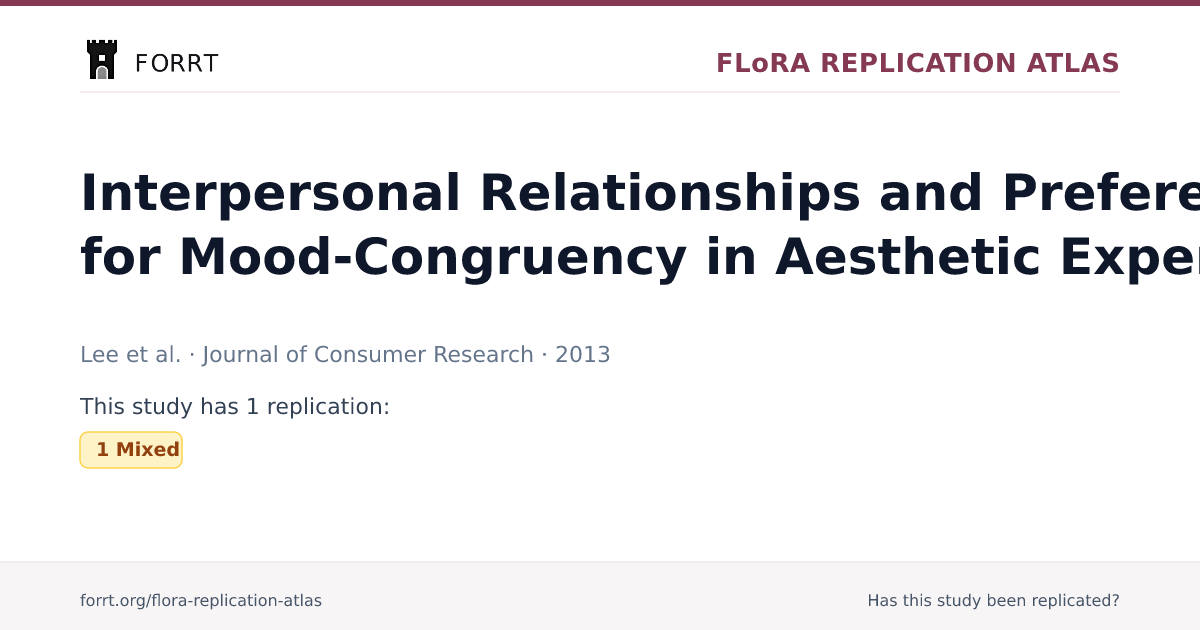 FORRT
FLoRA REPLICATION ATLAS
Interpersonal Relationships and Prefere
for Mood-Congruency in Aesthetic Exper
Lee et al. · Journal of Consumer Research · 2013
This study has 1 replication:
1 Mixed
forrt.org/flora-replication-atlas
Has this study been replicated?